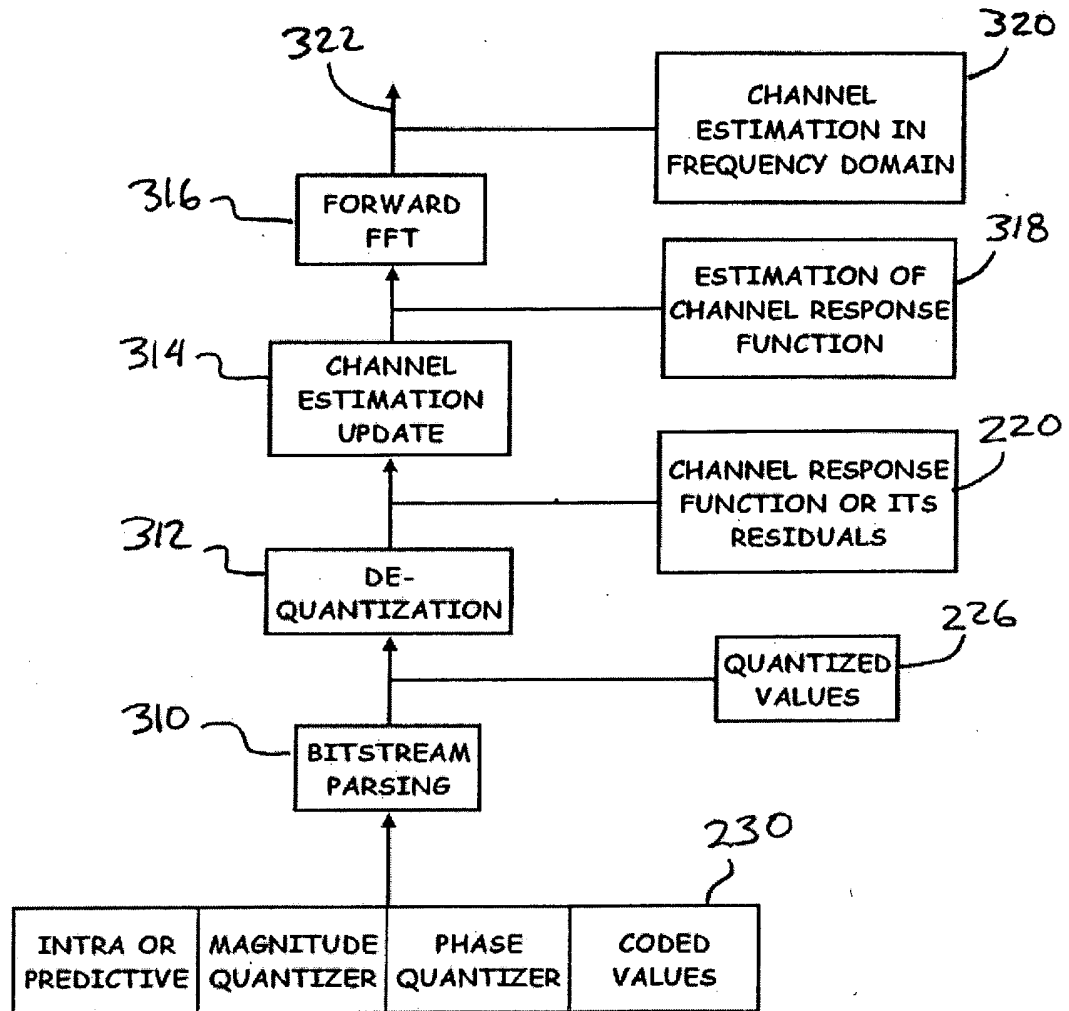 322
320
CHANNEL
ESTIMATION IN
FREQUENCY DOMAIN
316
FORWARD
FFT
318
ESTIMATION OF
CHANNEL RESPONSE
FUNCTION
314
CHANNEL
ESTIMATION
UPDATE
220
CHANNEL RESPONSE
FUNCTION OR ITS
RESIDUALS
312
DE-
QUANTIZATION
226
QUANTIZED
VALUES
310
BITSTREAM
PARSING
230
INTRA OR
PREDICTIVE
MAGNITUDE
QUANTIZER
PHASE
QUANTIZER
CODED
VALUES